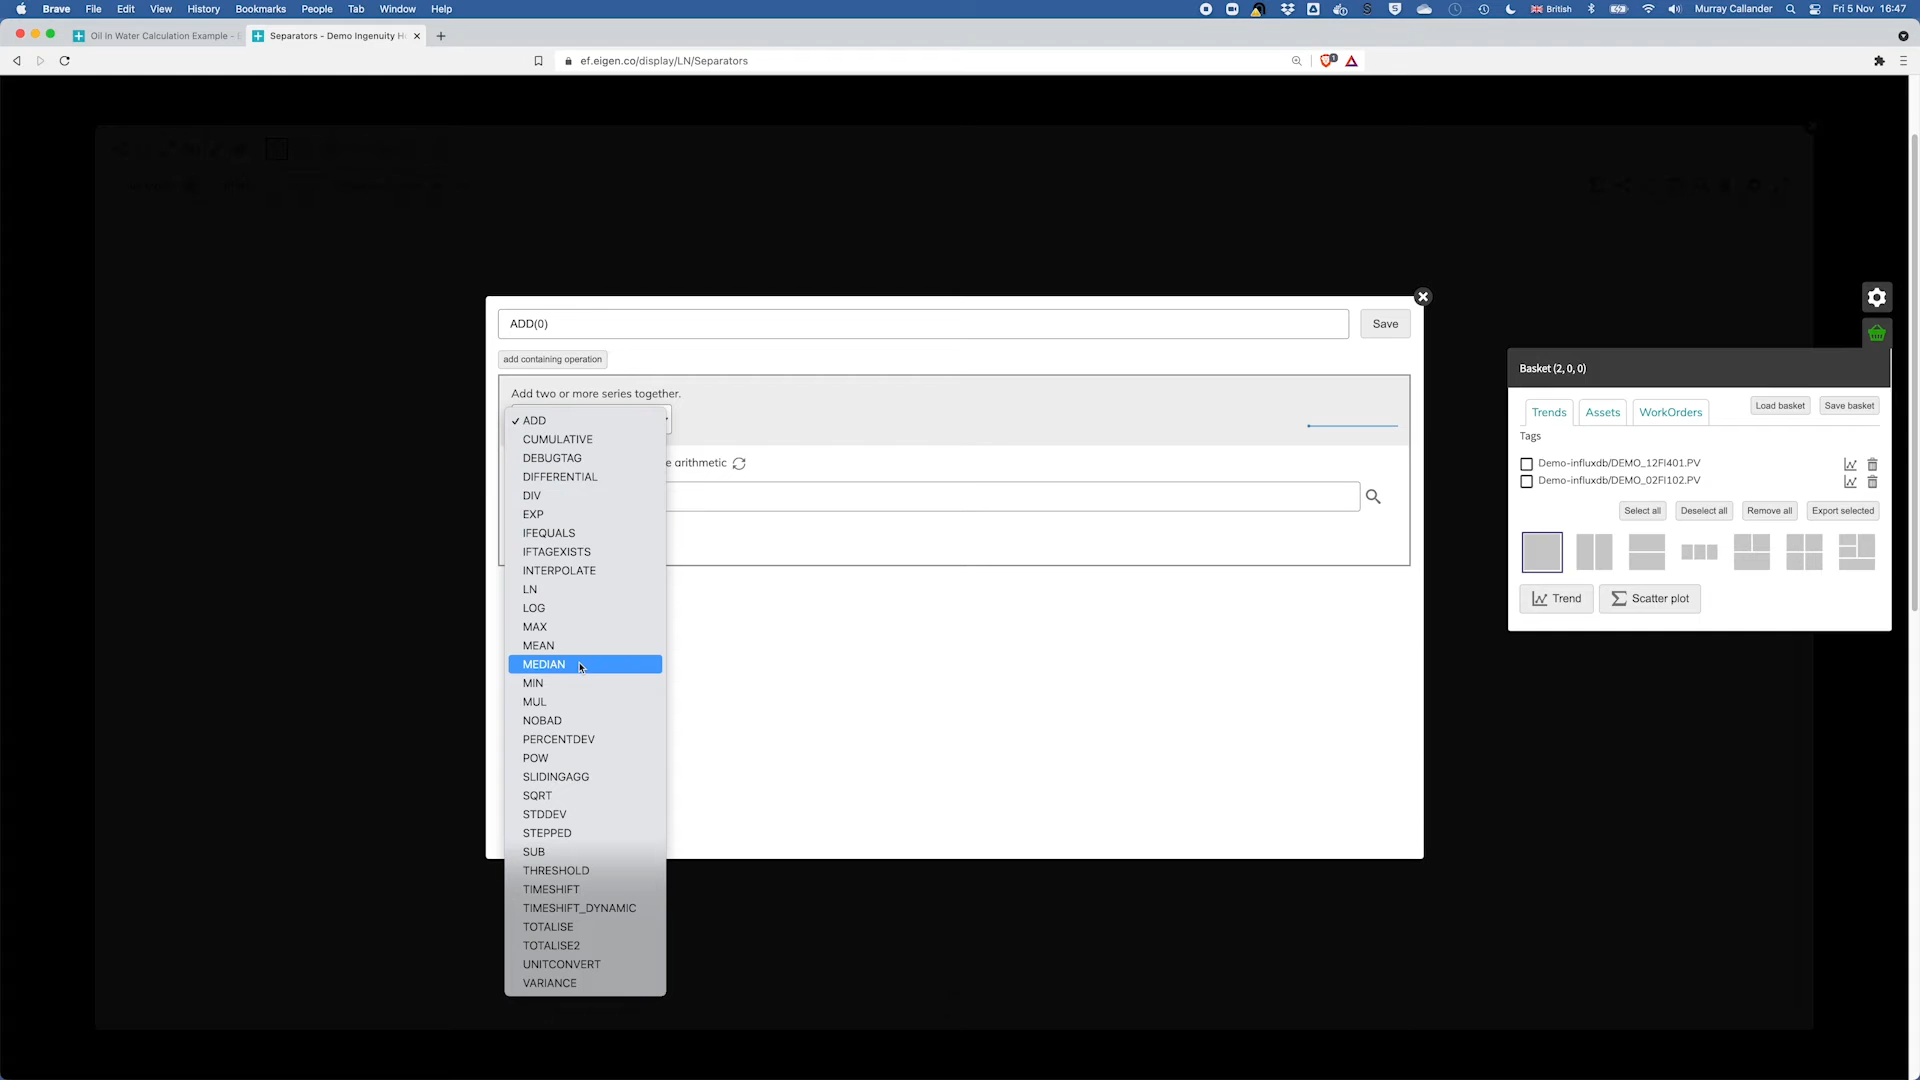 Brave File Edit View History Bookmarks People Tab Window Help British Murray Callander Fri 5 Nov 16:47
Oil In Water Calculation Example - Separators - Demo Ingenuity H
ef.eigen.co/display/LN/Separators
ADD(0) Save
add containing operation
Add two or more series together.
ADD
CUMULATIVE
DEBUGTAG
DIFFERENTIAL
DIV
EXP
IFEQUALS
IFTAGEXISTS
INTERPOLATE
LN
LOG
MAX
MEAN
MEDIAN
MIN
MUL
NOBAD
PERCENTDEV
POW
SLIDINGAGG
SQRT
STDDEV
STEPPED
SUB
THRESHOLD
TIMESHIFT
TIMESHIFT_DYNAMIC
TOTALISE
TOTALISE2
UNITCONVERT
VARIANCE
e arithmetic
Basket (2, 0, 0)
Trends Assets WorkOrders Load basket Save basket
Tags
Demo-influxdb/DEMO_12FI401.PV
Demo-influxdb/DEMO_02FI102.PV
Select all Deselect all Remove all Export selected
Trend Scatter plot